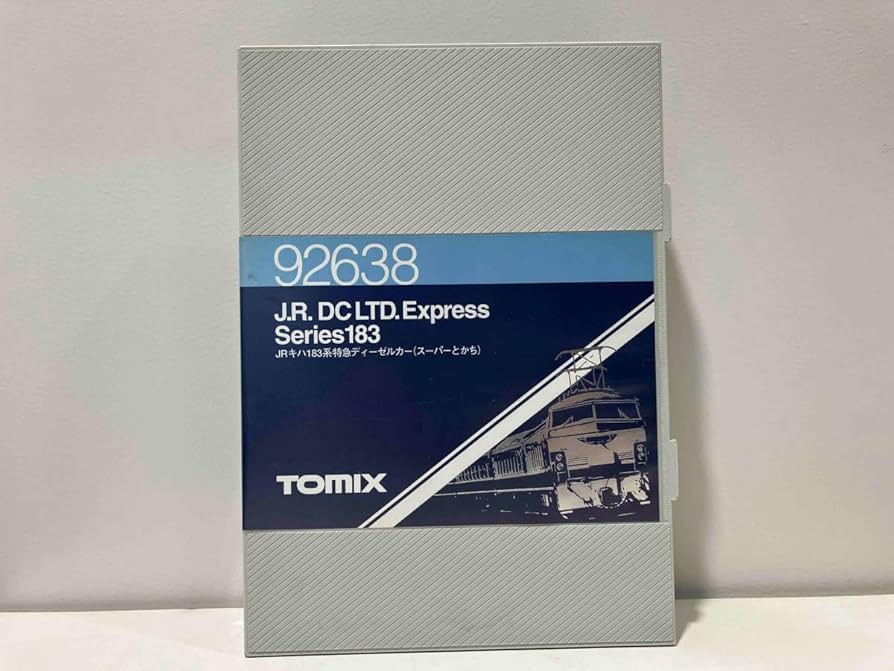 92638
J.R. DC LTD. Express
Series183
JRキハ183系特急ディーゼルカー(スーパーとかち)
TOMIX